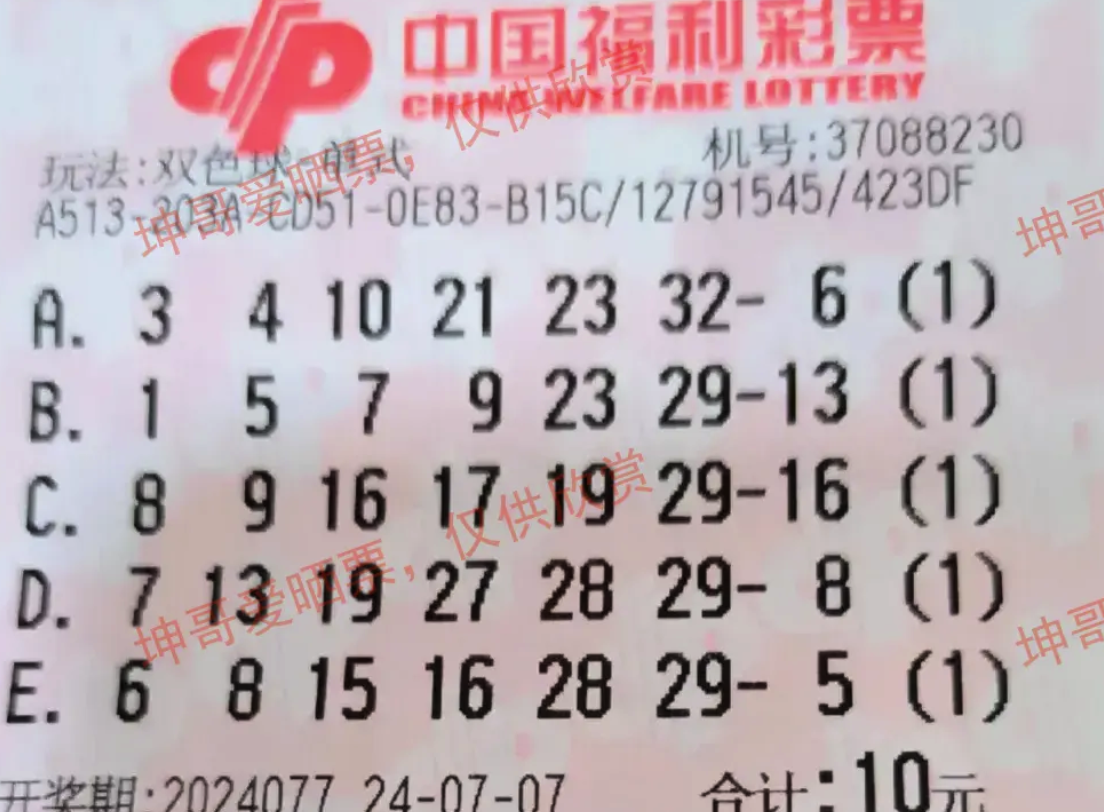 中国福利彩票
CHINA WELFARE LOTTERY
玩法:双色球-单式 机号:37088230
A513-203A-CD51-0E83-B15C/12791545/423DF
A. 3 4 10 21 23 32- 6 (1)
B. 1 5 7 9 23 29-13 (1)
C. 8 9 16 17 19 29-16 (1)
D. 7 13 19 27 28 29- 8 (1)
E. 6 8 15 16 28 29- 5 (1)
开奖期:2024077 24-07-07 合计:10元
坤哥爱晒票，仅供欣赏
坤哥
坤哥爱晒票，仅供欣赏
坤哥